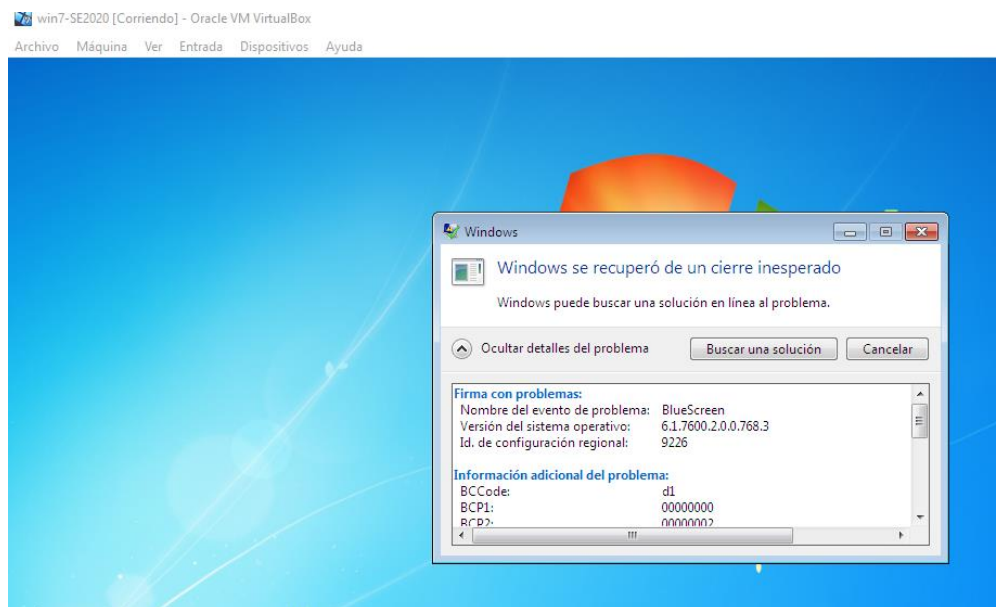 win7-SE2020 [Corriendo] - Oracle VM VirtualBox
Archivo Máquina Ver Entrada Dispositivos Ayuda
Windows
Windows se recuperó de un cierre inesperado
Windows puede buscar una solución en línea al problema.
Ocultar detalles del problema Buscar una solución Cancelar
Firma con problemas:
Nombre del evento de problema: BlueScreen
Versión del sistema operativo: 6.1.7600.2.0.0.768.3
Id. de configuración regional: 9226
Información adicional del problema:
BCCode: d1
BCP1: 00000000
BCP2: 00000002